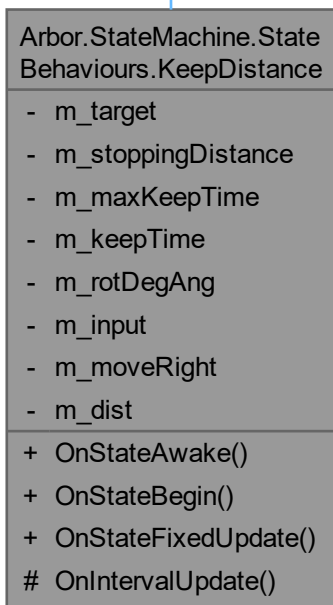 Arbor.StateMachine.State
Behaviours.KeepDistance
- m_target
- m_stoppingDistance
- m_maxKeepTime
- m_keepTime
- m_rotDegAng
- m_input
- m_moveRight
- m_dist
+ OnStateAwake()
+ OnStateBegin()
+ OnStateFixedUpdate()
# OnIntervalUpdate()